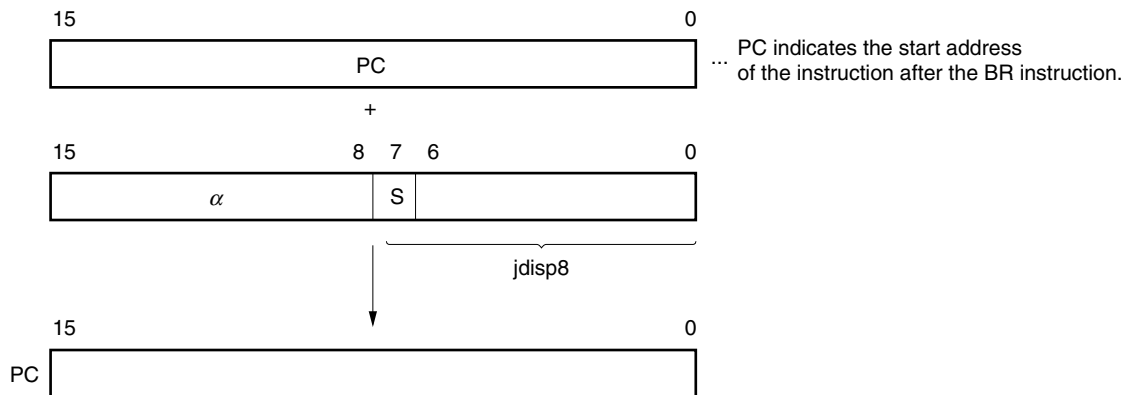 15 0
PC
... PC indicates the start address
of the instruction after the BR instruction.
+
15 8 7 6 0
α S
jdisp8
15 0
PC